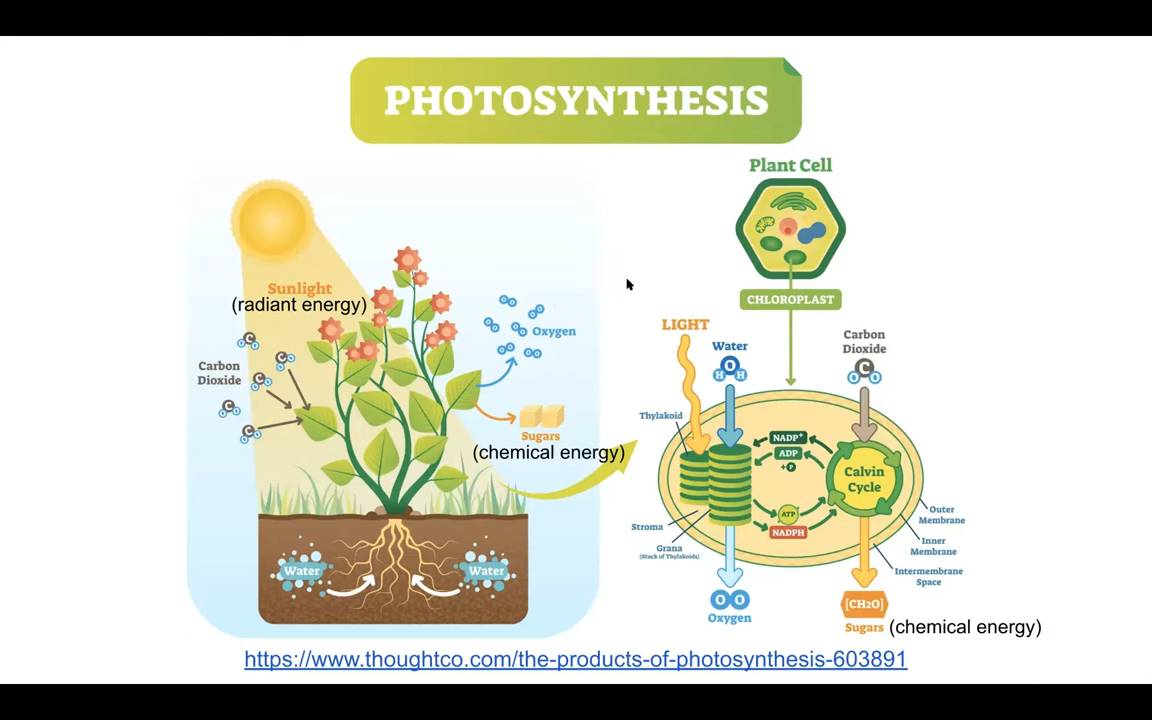 PHOTOSYNTHESIS
Sunlight
(radiant energy)
Carbon
Dioxide
C
O
O
C
O
O
C
O
O
C
O
O
C
O
O
Oxygen
Sugars
(chemical energy)
Water
Water
Plant Cell
CHLOROPLAST
LIGHT
Water
O
H H
Carbon
Dioxide
C
O O
Thylakoid
NADP+
ADP
+P
Calvin
Cycle
ATP
NADPH
Stroma
Grana
(Stack of Thylakoids)
Outer
Membrane
Inner
Membrane
Intermembrane
Space
O O
Oxygen
[CH2O]
Sugars (chemical energy)
https://www.thoughtco.com/the-products-of-photosynthesis-603891